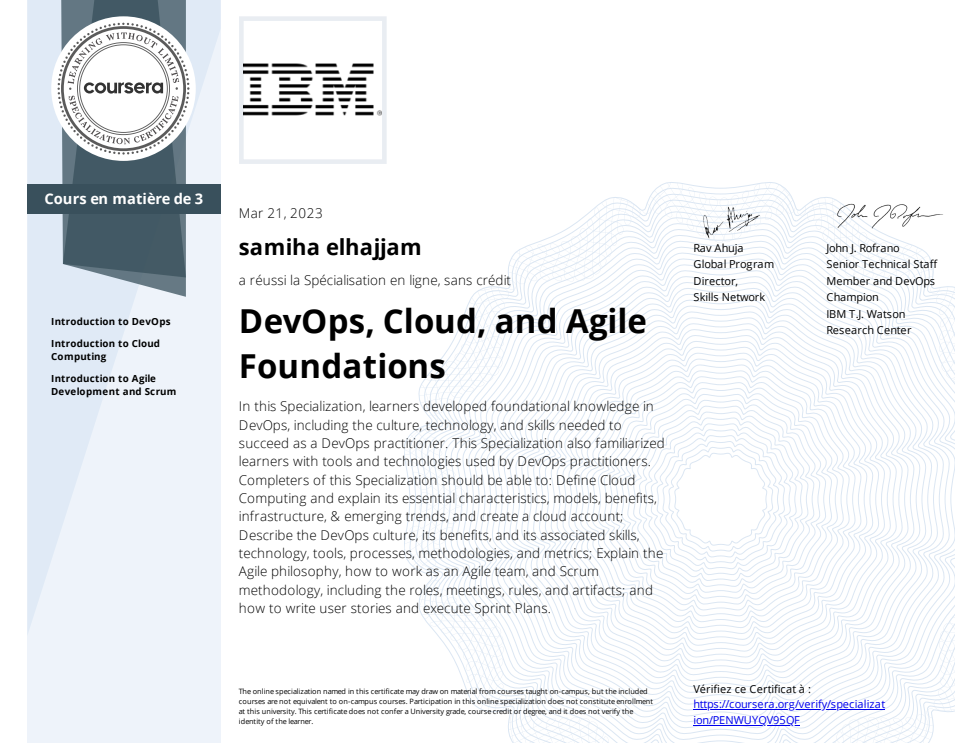 LEARNING WITHOUT LIMITS
coursera
SPECIALIZATION CERTIFICATE
IBM®
Cours en matière de 3
Introduction to DevOps
Introduction to Cloud
Computing
Introduction to Agile
Development and Scrum
Mar 21, 2023
samiha elhajjam
a réussi la Spécialisation en ligne, sans crédit
DevOps, Cloud, and Agile
Foundations
In this Specialization, learners developed foundational knowledge in
DevOps, including the culture, technology, and skills needed to
succeed as a DevOps practitioner. This Specialization also familiarized
learners with tools and technologies used by DevOps practitioners.
Completers of this Specialization should be able to: Define Cloud
Computing and explain its essential characteristics, models, benefits,
infrastructure, & emerging trends, and create a cloud account;
Describe the DevOps culture, its benefits, and its associated skills,
technology, tools, processes, methodologies, and metrics; Explain the
Agile philosophy, how to work as an Agile team, and Scrum
methodology, including the roles, meetings, rules, and artifacts; and
how to write user stories and execute Sprint Plans.
Rav Ahuja
Rav Ahuja
Global Program
Director,
Skills Network
John J Rofrano
John J. Rofrano
Senior Technical Staff
Member and DevOps
Champion
IBM T.J. Watson
Research Center
The online specialization named in this certificate may draw on material from courses taught on-campus, but the included
courses are not equivalent to on-campus courses. Participation in this online specialization does not constitute enrollment
at this university. This certificate does not confer a University grade, course credit or degree, and it does not verify the
identity of the learner.
Vérifiez ce Certificat à :
https://coursera.org/verify/specializat
ion/PENWUYQV95QF